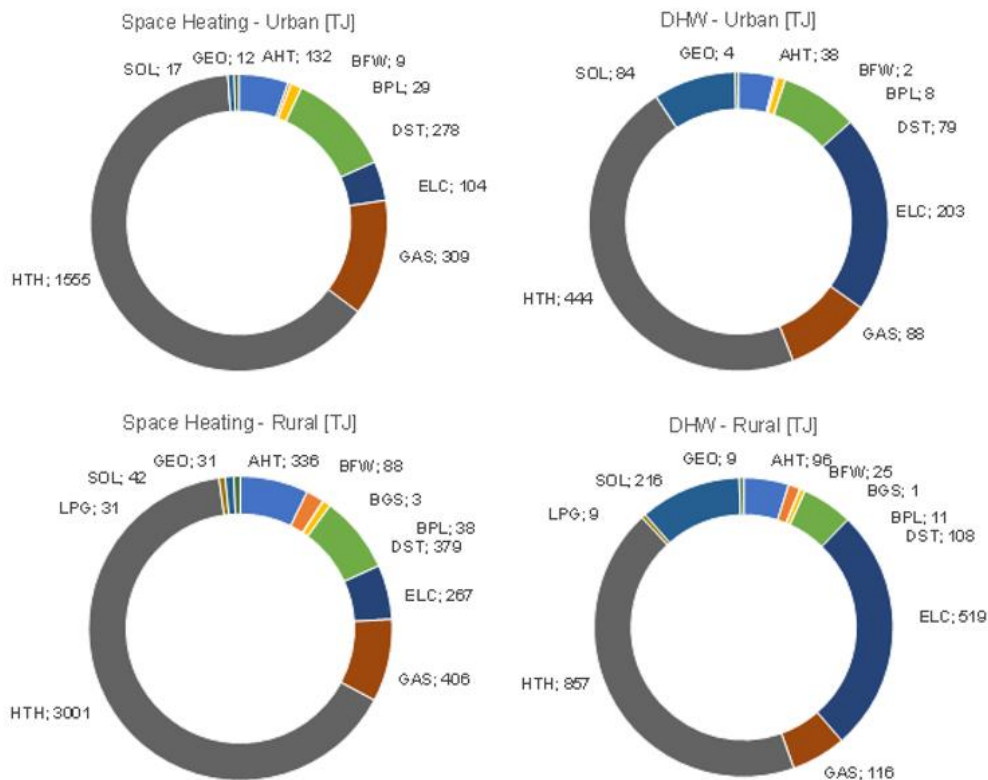 Space Heating - Urban [TJ]
GEO; 12
AHT; 132
SOL; 17
BFW; 9
BPL; 29
DST; 278
ELC; 104
GAS; 309
HTH; 1555
DHW - Urban [TJ]
GEO; 4
AHT; 38
SOL; 84
BFW; 2
BPL; 8
DST; 79
ELC; 203
GAS; 88
HTH; 444
Space Heating - Rural [TJ]
GEO; 31
AHT; 336
SOL; 42
BFW; 88
LPG; 31
BGS; 3
BPL; 38
DST; 379
ELC; 267
GAS; 406
HTH; 3001
DHW - Rural [TJ]
GEO; 9
AHT; 96
SOL; 216
BFW; 25
LPG; 9
BGS; 1
BPL; 11
DST; 108
ELC; 519
HTH; 857
GAS; 116